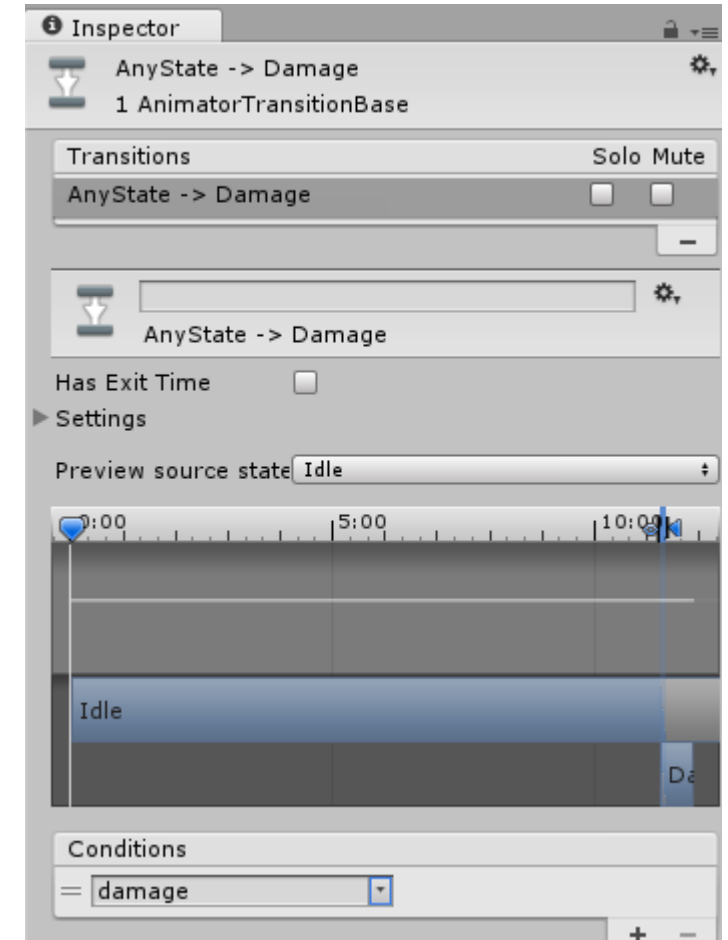 Inspector
AnyState -> Damage
1 AnimatorTransitionBase
Transitions Solo Mute
AnyState -> Damage
AnyState -> Damage
Has Exit Time
Settings
Preview source state Idle
0:00 5:00 10:00
Idle
Da
Conditions
damage